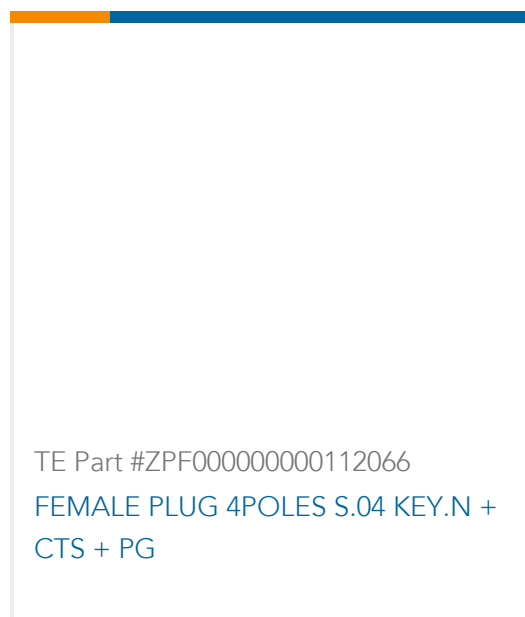 TE Part #ZPF000000000112066
FEMALE PLUG 4POLES S.04 KEY.N +
CTS + PG